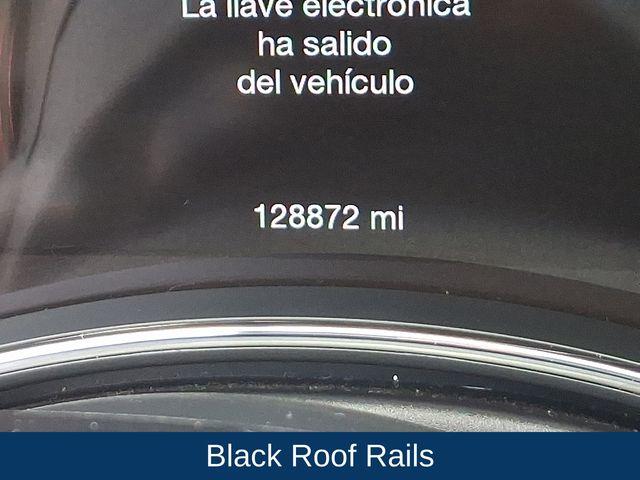 La llave electrónica
ha salido
del vehículo
128872 mi
Black Roof Rails